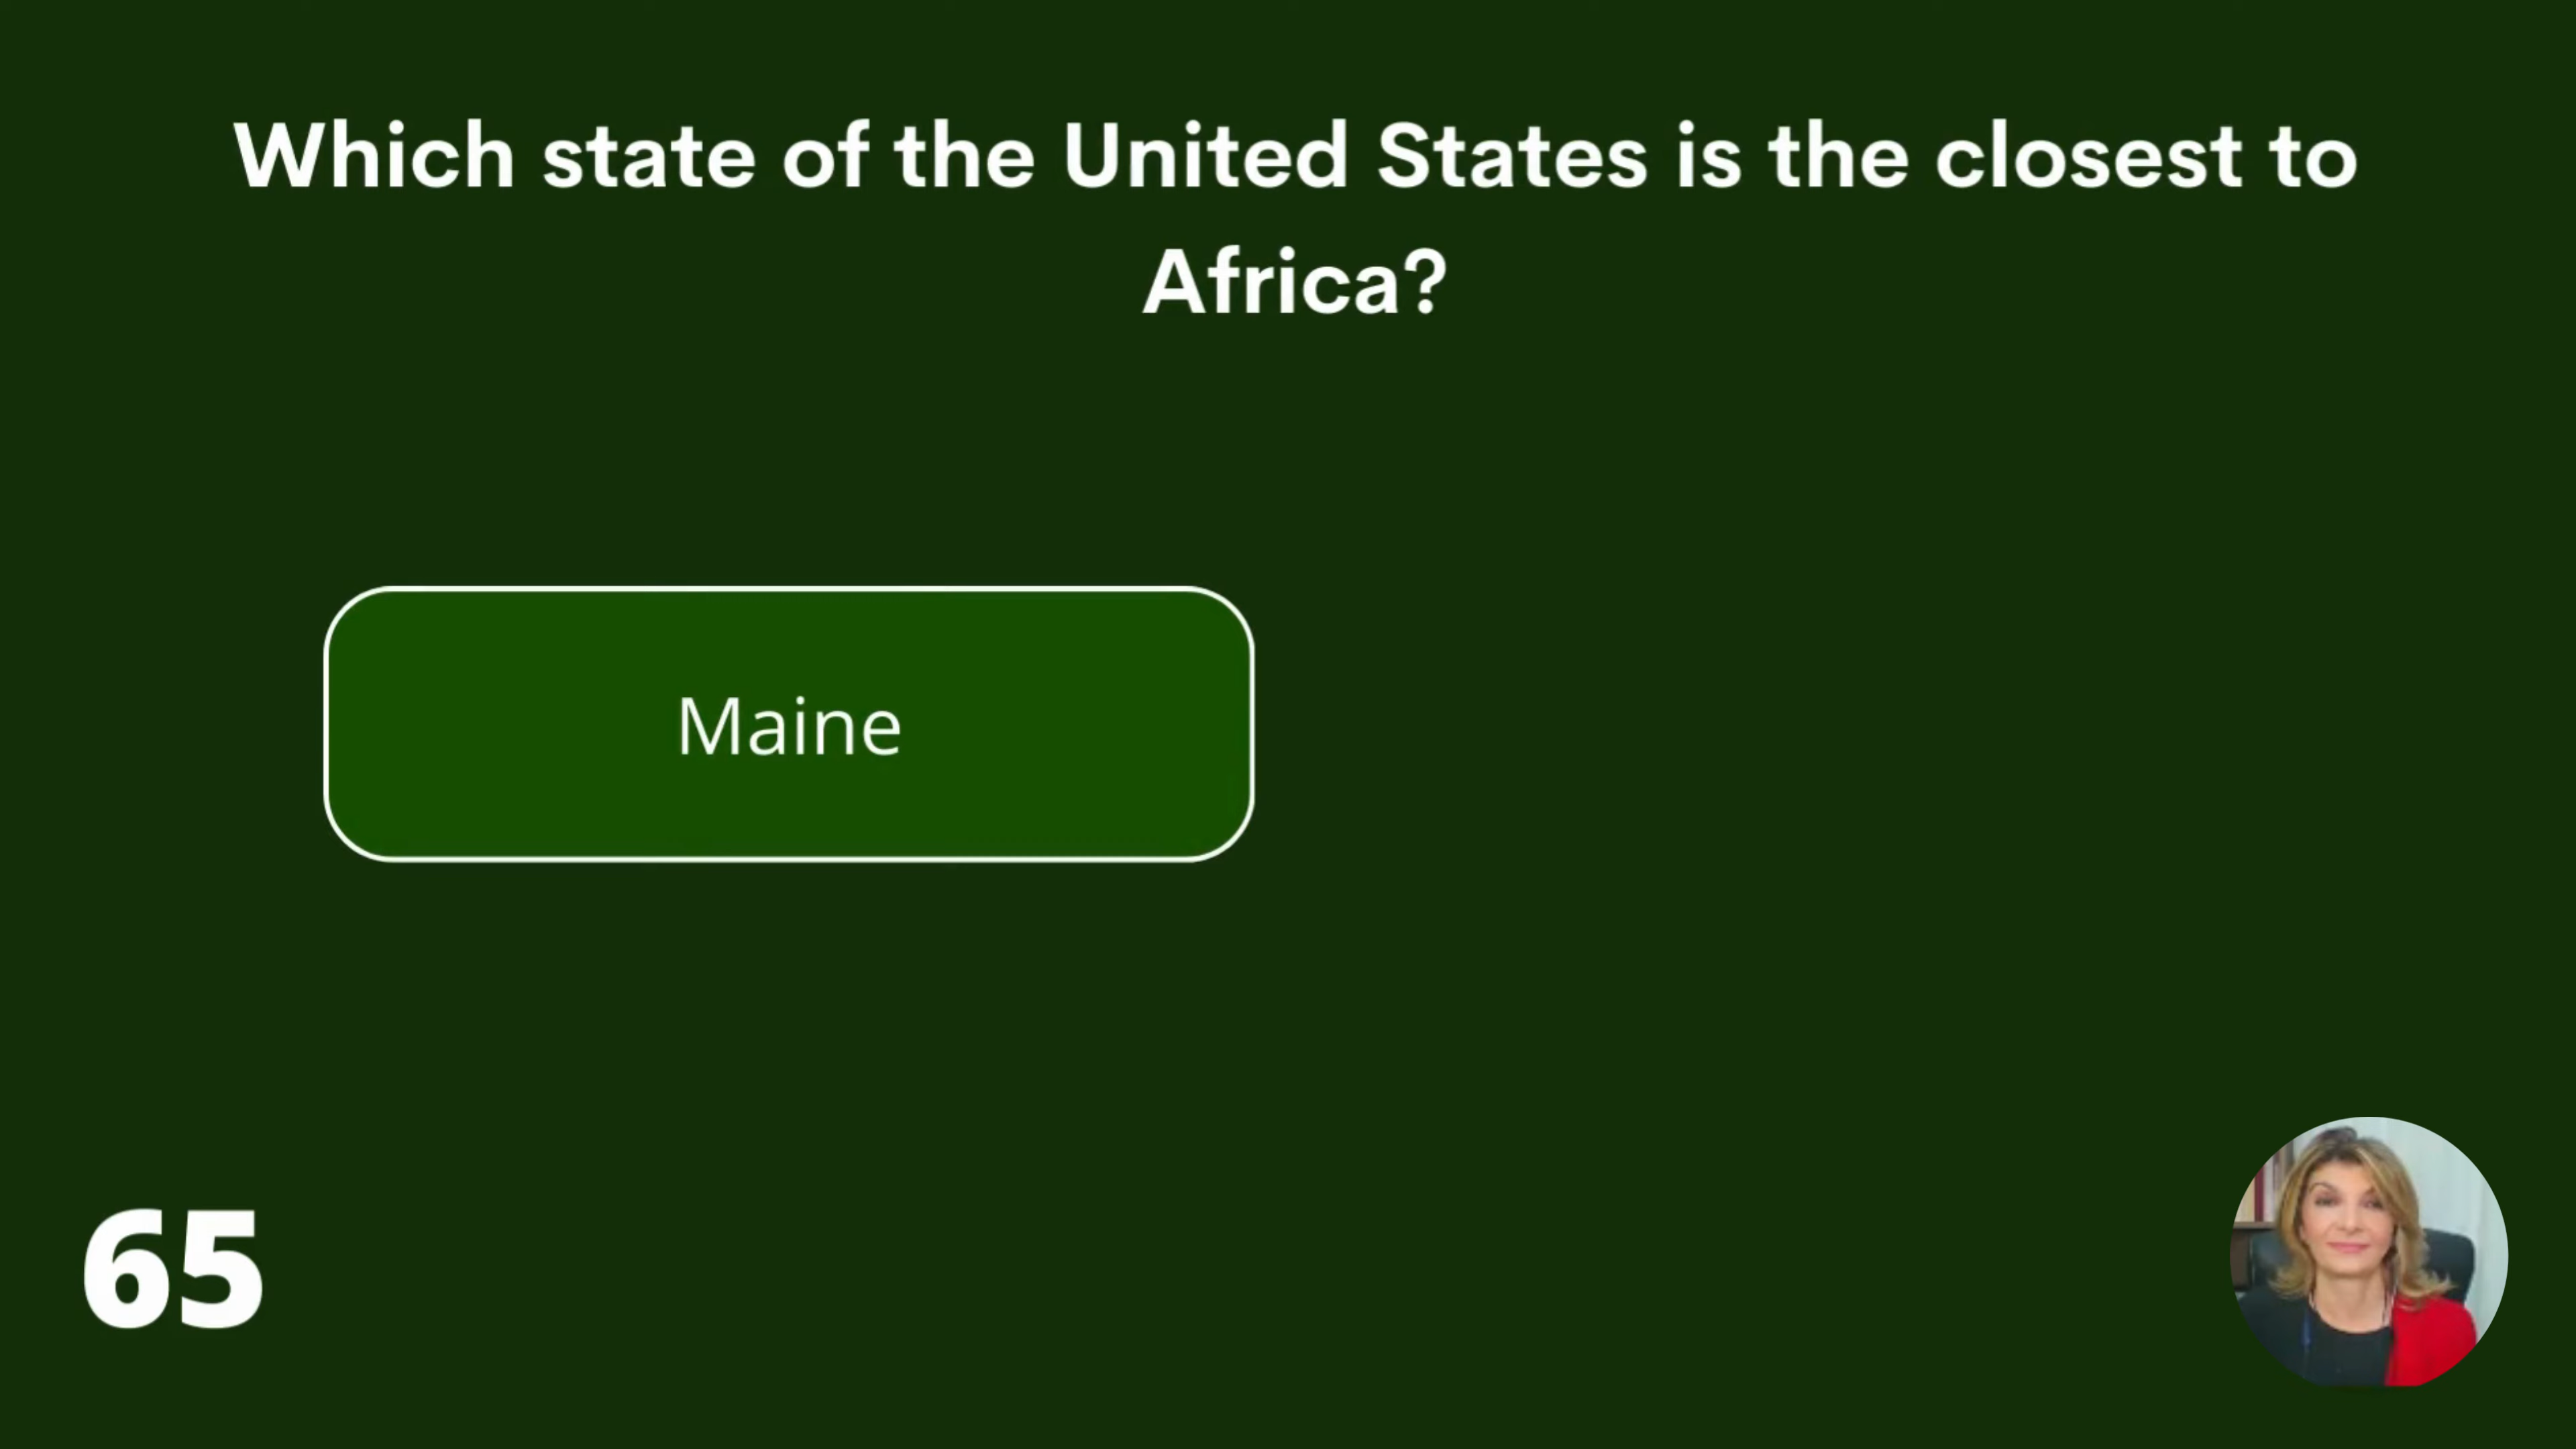 Which state of the United States is the closest to
Africa?
Maine
65